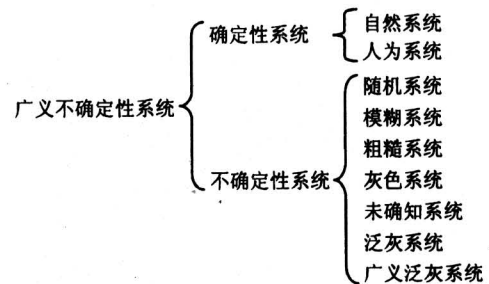 自然系统
确定性系统
人为系统
随机系统
广义不确定性系统
模糊系统
粗糙系统
不确定性系统
灰色系统
未确知系统
泛灰系统
广义泛灰系统